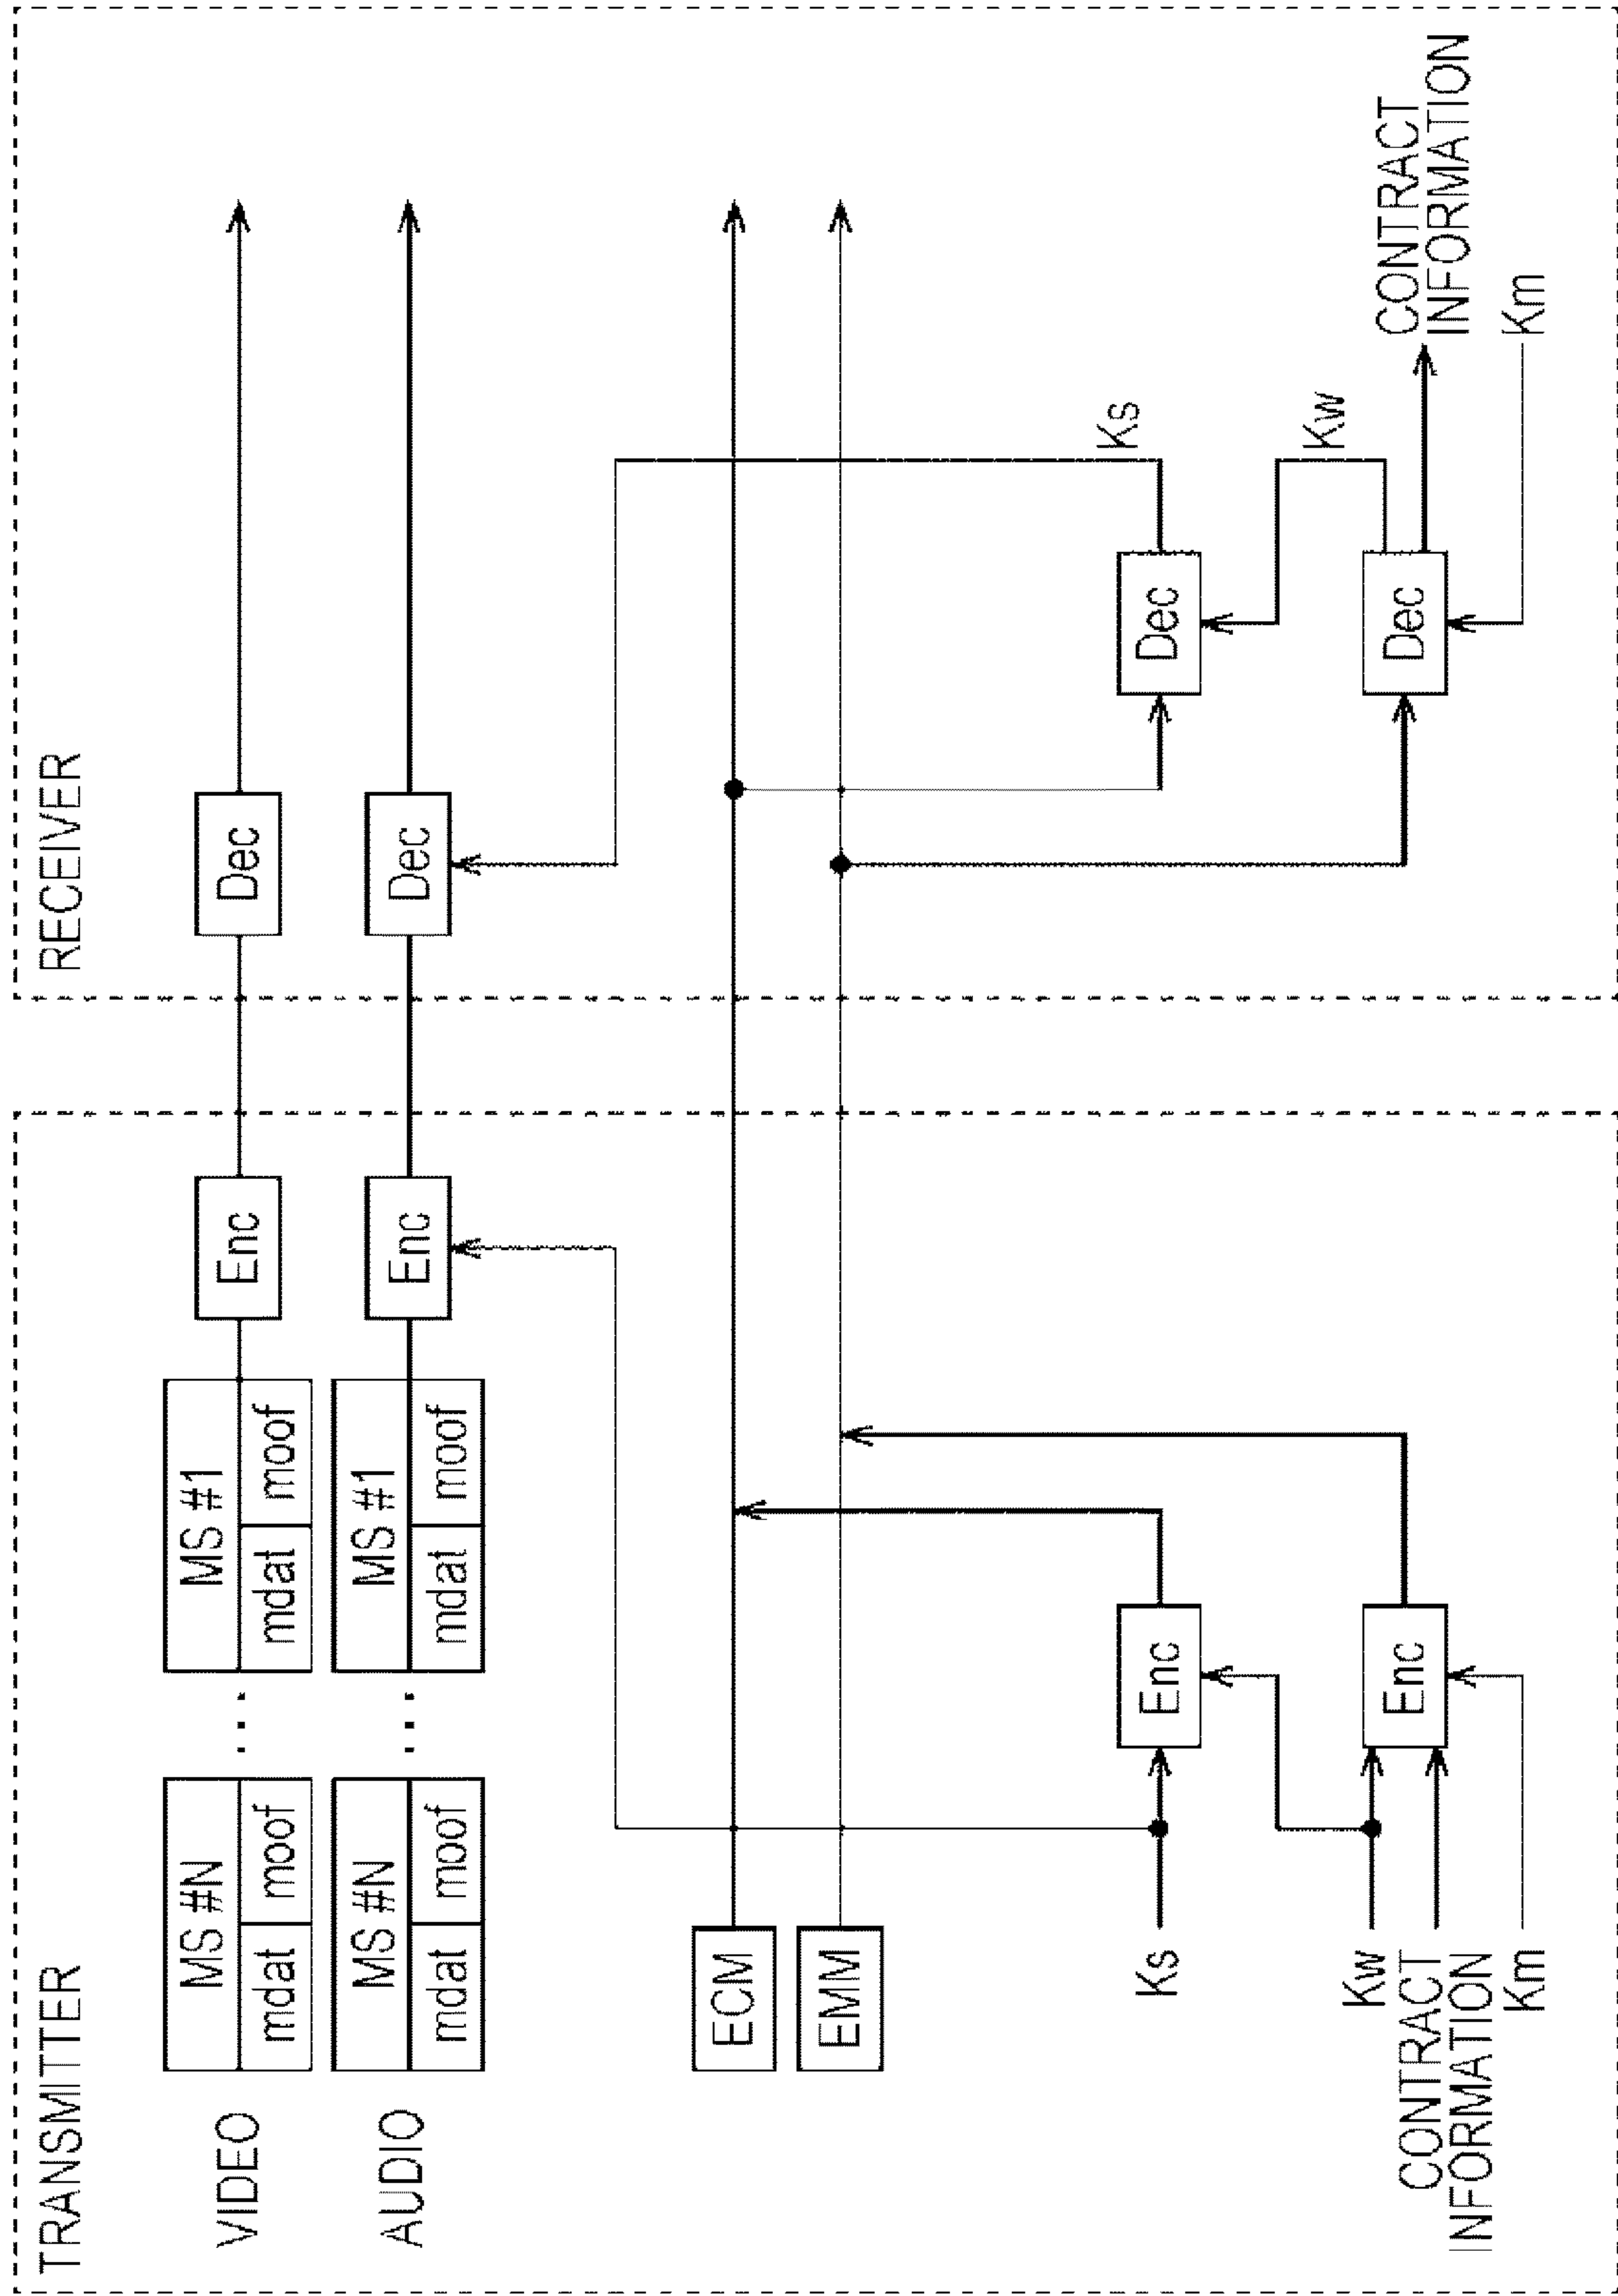 TRANSMITTER
VIDEO
MS #N
mdat
moof
...
MS #1
mdat
moof
Enc
AUDIO
MS #N
mdat
moof
...
MS #1
mdat
moof
Enc
ECM
EMM
Ks
Enc
Kw
CONTRACT
INFORMATION
Enc
Km
RECEIVER
Dec
Dec
Ks
Dec
Kw
Dec
CONTRACT
INFORMATION
Km